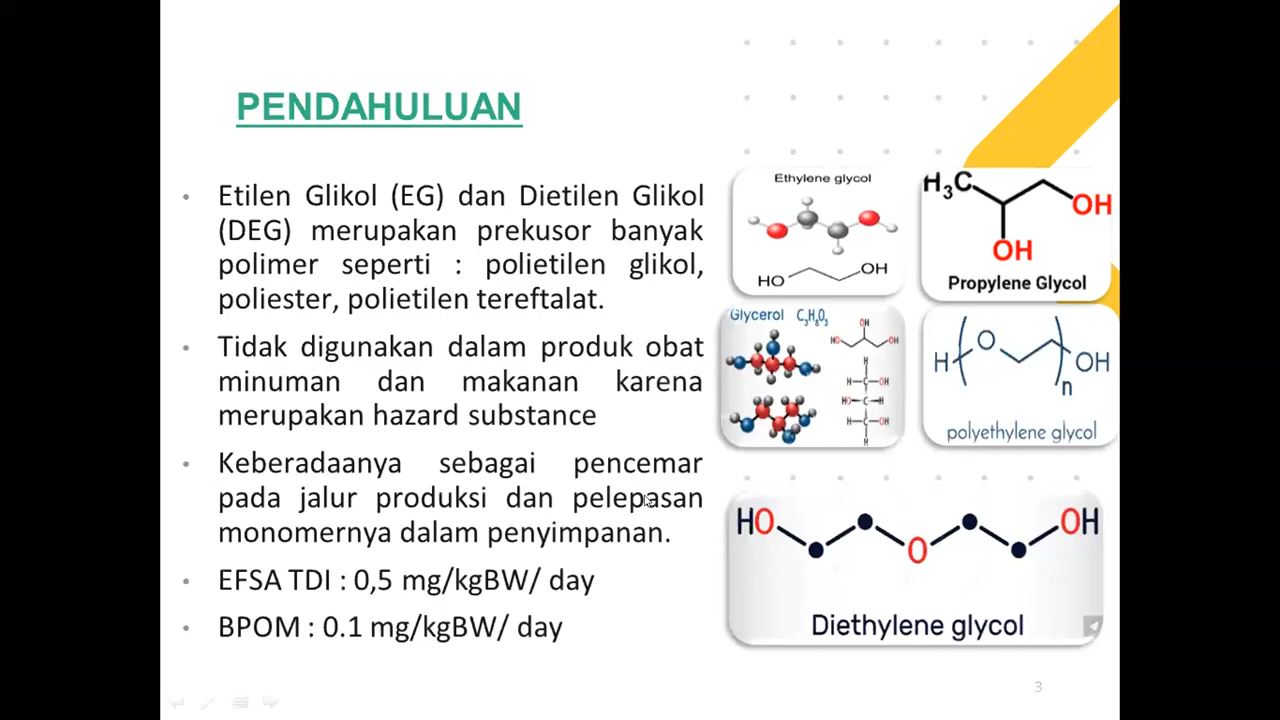 PENDAHULUAN
Etilen Glikol (EG) dan Dietilen Glikol
(DEG) merupakan prekusor banyak
polimer seperti : polietilen glikol,
poliester, polietilen tereftalat.
Tidak digunakan dalam produk obat
minuman dan makanan karena
merupakan hazard substance
Keberadaanya sebagai pencemar
pada jalur produksi dan pelepasan
monomernya dalam penyimpanan.
EFSA TDI : 0,5 mg/kgBW/ day
BPOM : 0.1 mg/kgBW/ day
Ethylene glycol
HO OH
H₃C OH
OH
Propylene Glycol
Glycerol C₃H₈O₃
OH
HO OH
H
H-C-OH
HO-C-H
H-C-OH
H
H ( O ) OH
n
polyethylene glycol
HO O OH
Diethylene glycol
3